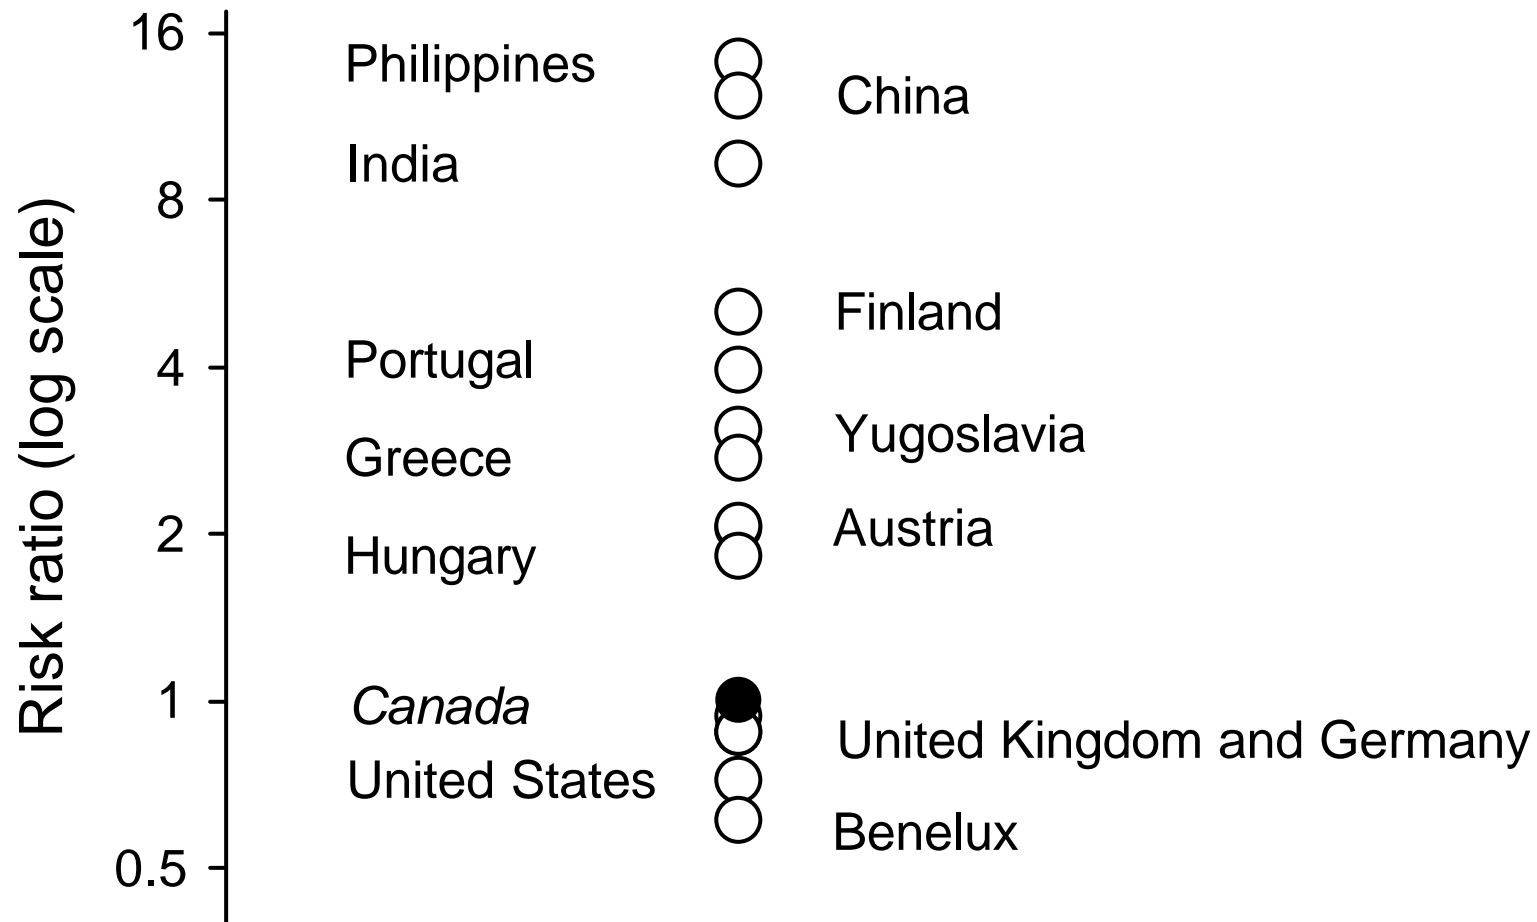 Risk ratio (log scale)
16
8
4
2
1
0.5
Philippines
China
India
Finland
Portugal
Yugoslavia
Greece
Austria
Hungary
Canada
United Kingdom and Germany
United States
Benelux